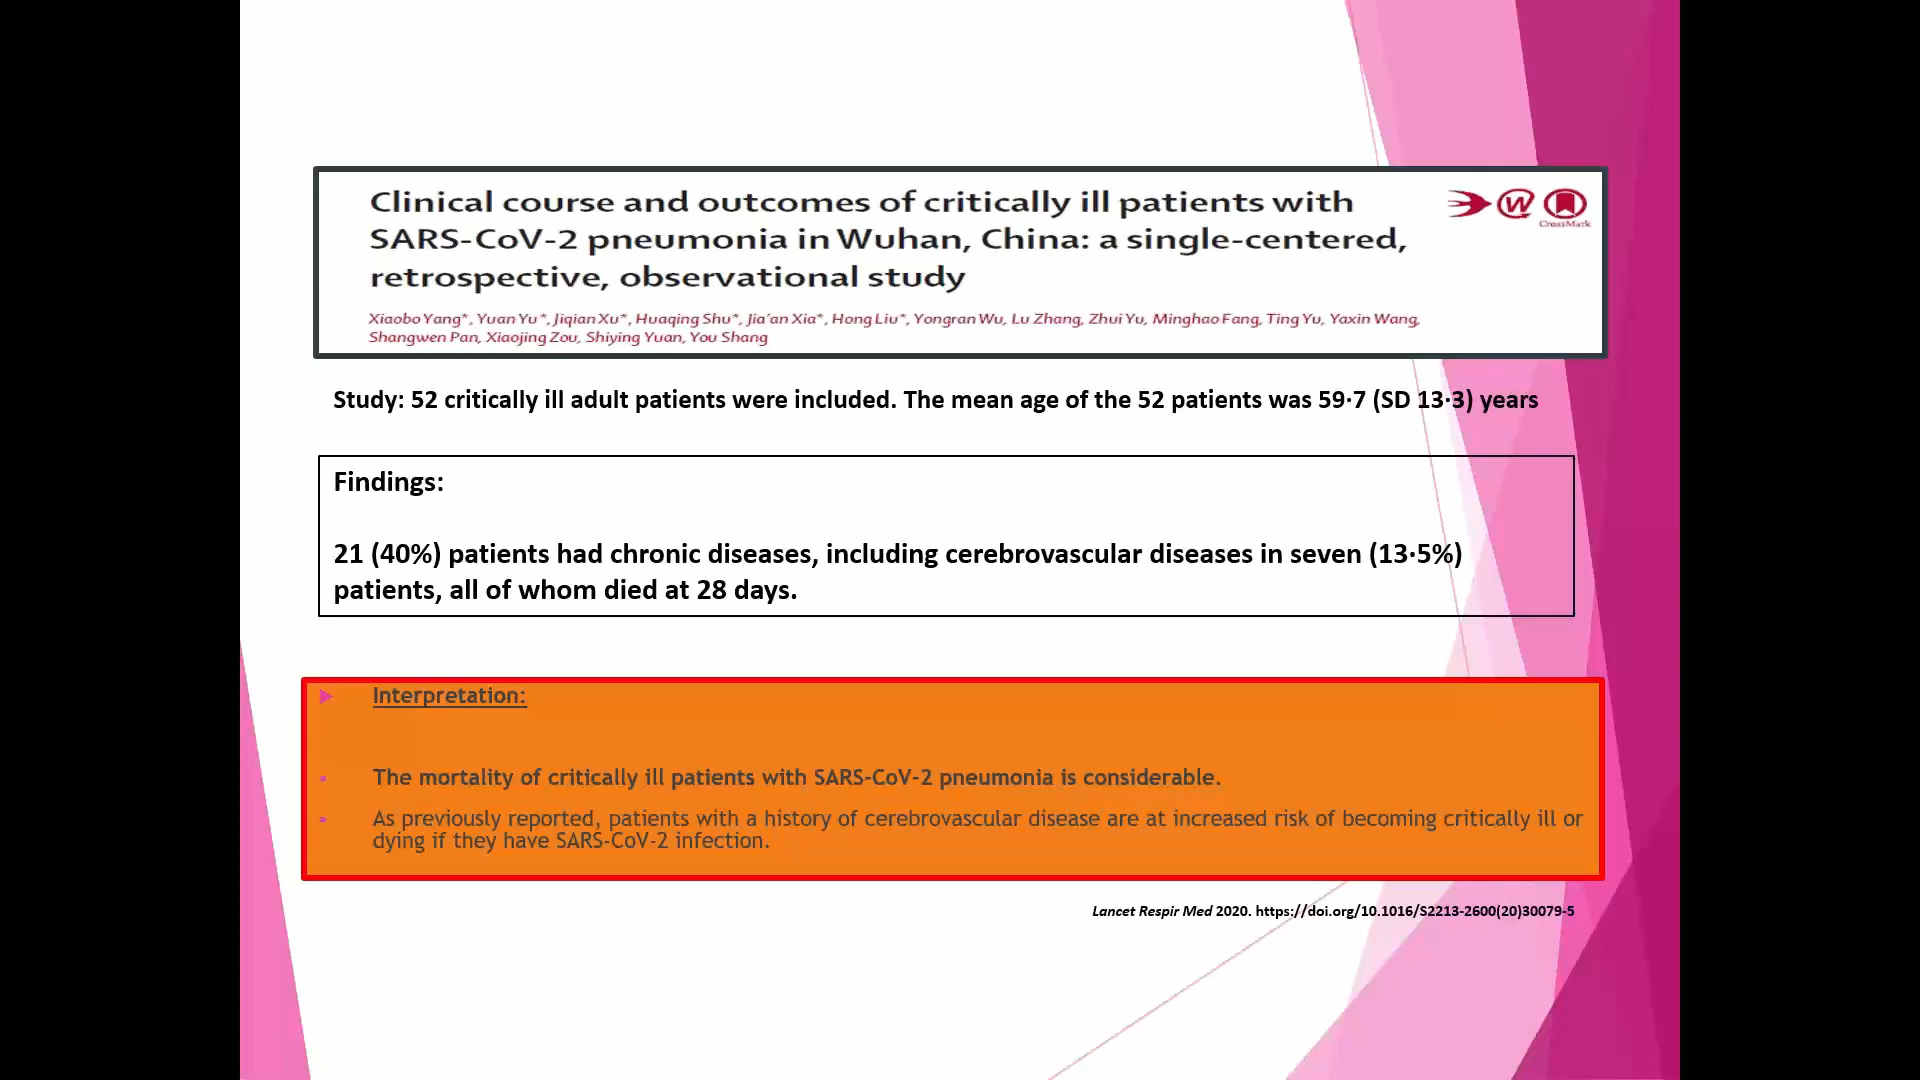 Clinical course and outcomes of critically ill patients with
SARS-CoV-2 pneumonia in Wuhan, China: a single-centered,
retrospective, observational study
W
CrossMark
Xiaobo Yang*, Yuan Yu*, Jiqian Xu*, Huaqing Shu*, Jia'an Xia*, Hong Liu*, Yongran Wu, Lu Zhang, Zhui Yu, Minghao Fang, Ting Yu, Yaxin Wang,
Shangwen Pan, Xiaojing Zou, Shiying Yuan, You Shang
Study: 52 critically ill adult patients were included. The mean age of the 52 patients was 59·7 (SD 13·3) years
Findings:
21 (40%) patients had chronic diseases, including cerebrovascular diseases in seven (13·5%)
patients, all of whom died at 28 days.
Interpretation:
The mortality of critically ill patients with SARS-CoV-2 pneumonia is considerable.
As previously reported, patients with a history of cerebrovascular disease are at increased risk of becoming critically ill or
dying if they have SARS-CoV-2 infection.
Lancet Respir Med 2020. https://doi.org/10.1016/S2213-2600(20)30079-5